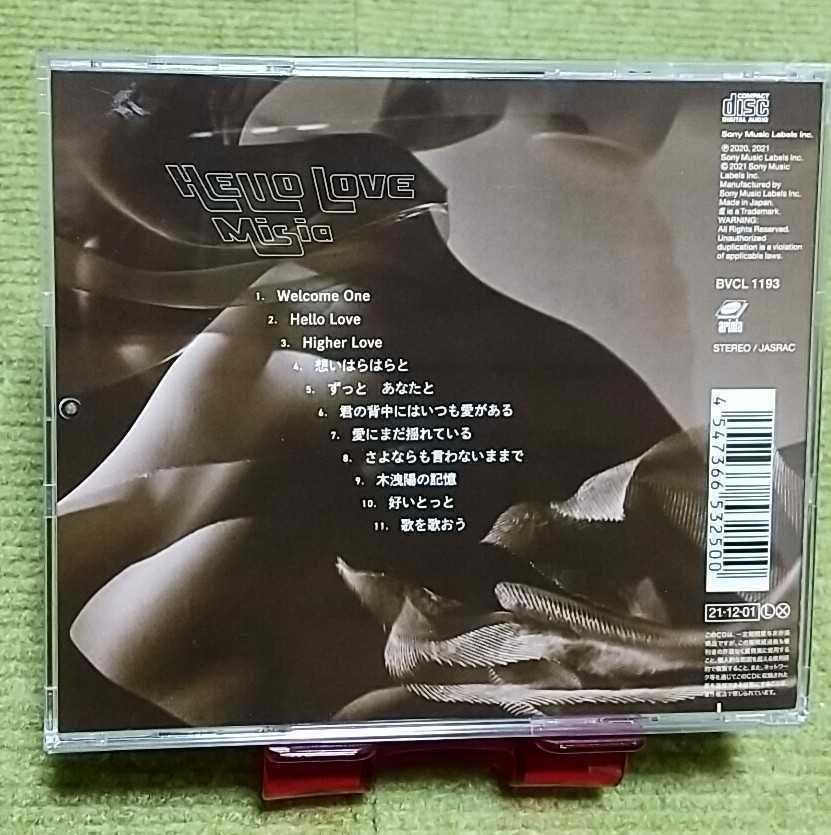 HELLO LOVE
MISIA
1. Welcome One
2. Hello Love
3. Higher Love
4. 想いはらはらと
5. ずっと あなたと
6. 君の背中にはいつも愛がある
7. 愛にまだ揺れている
8. さよならも言わないままで
9. 木洩陽の記憶
10. 好いとっと
11. 歌を歌おう
COMPACT
disc
DIGITAL AUDIO
Sony Music Labels Inc.
℗ 2020, 2021
Sony Music Labels Inc.
© 2021 Sony Music
Labels Inc.
Manufactured by
Sony Music Labels Inc.
Made in Japan.
is a Trademark.
WARNING:
All Rights Reserved.
Unauthorized
duplication is a violation
of applicable laws.
BVCL 1193
ariola
STEREO / JASRAC
4 547366 532500
21・12・01 L X